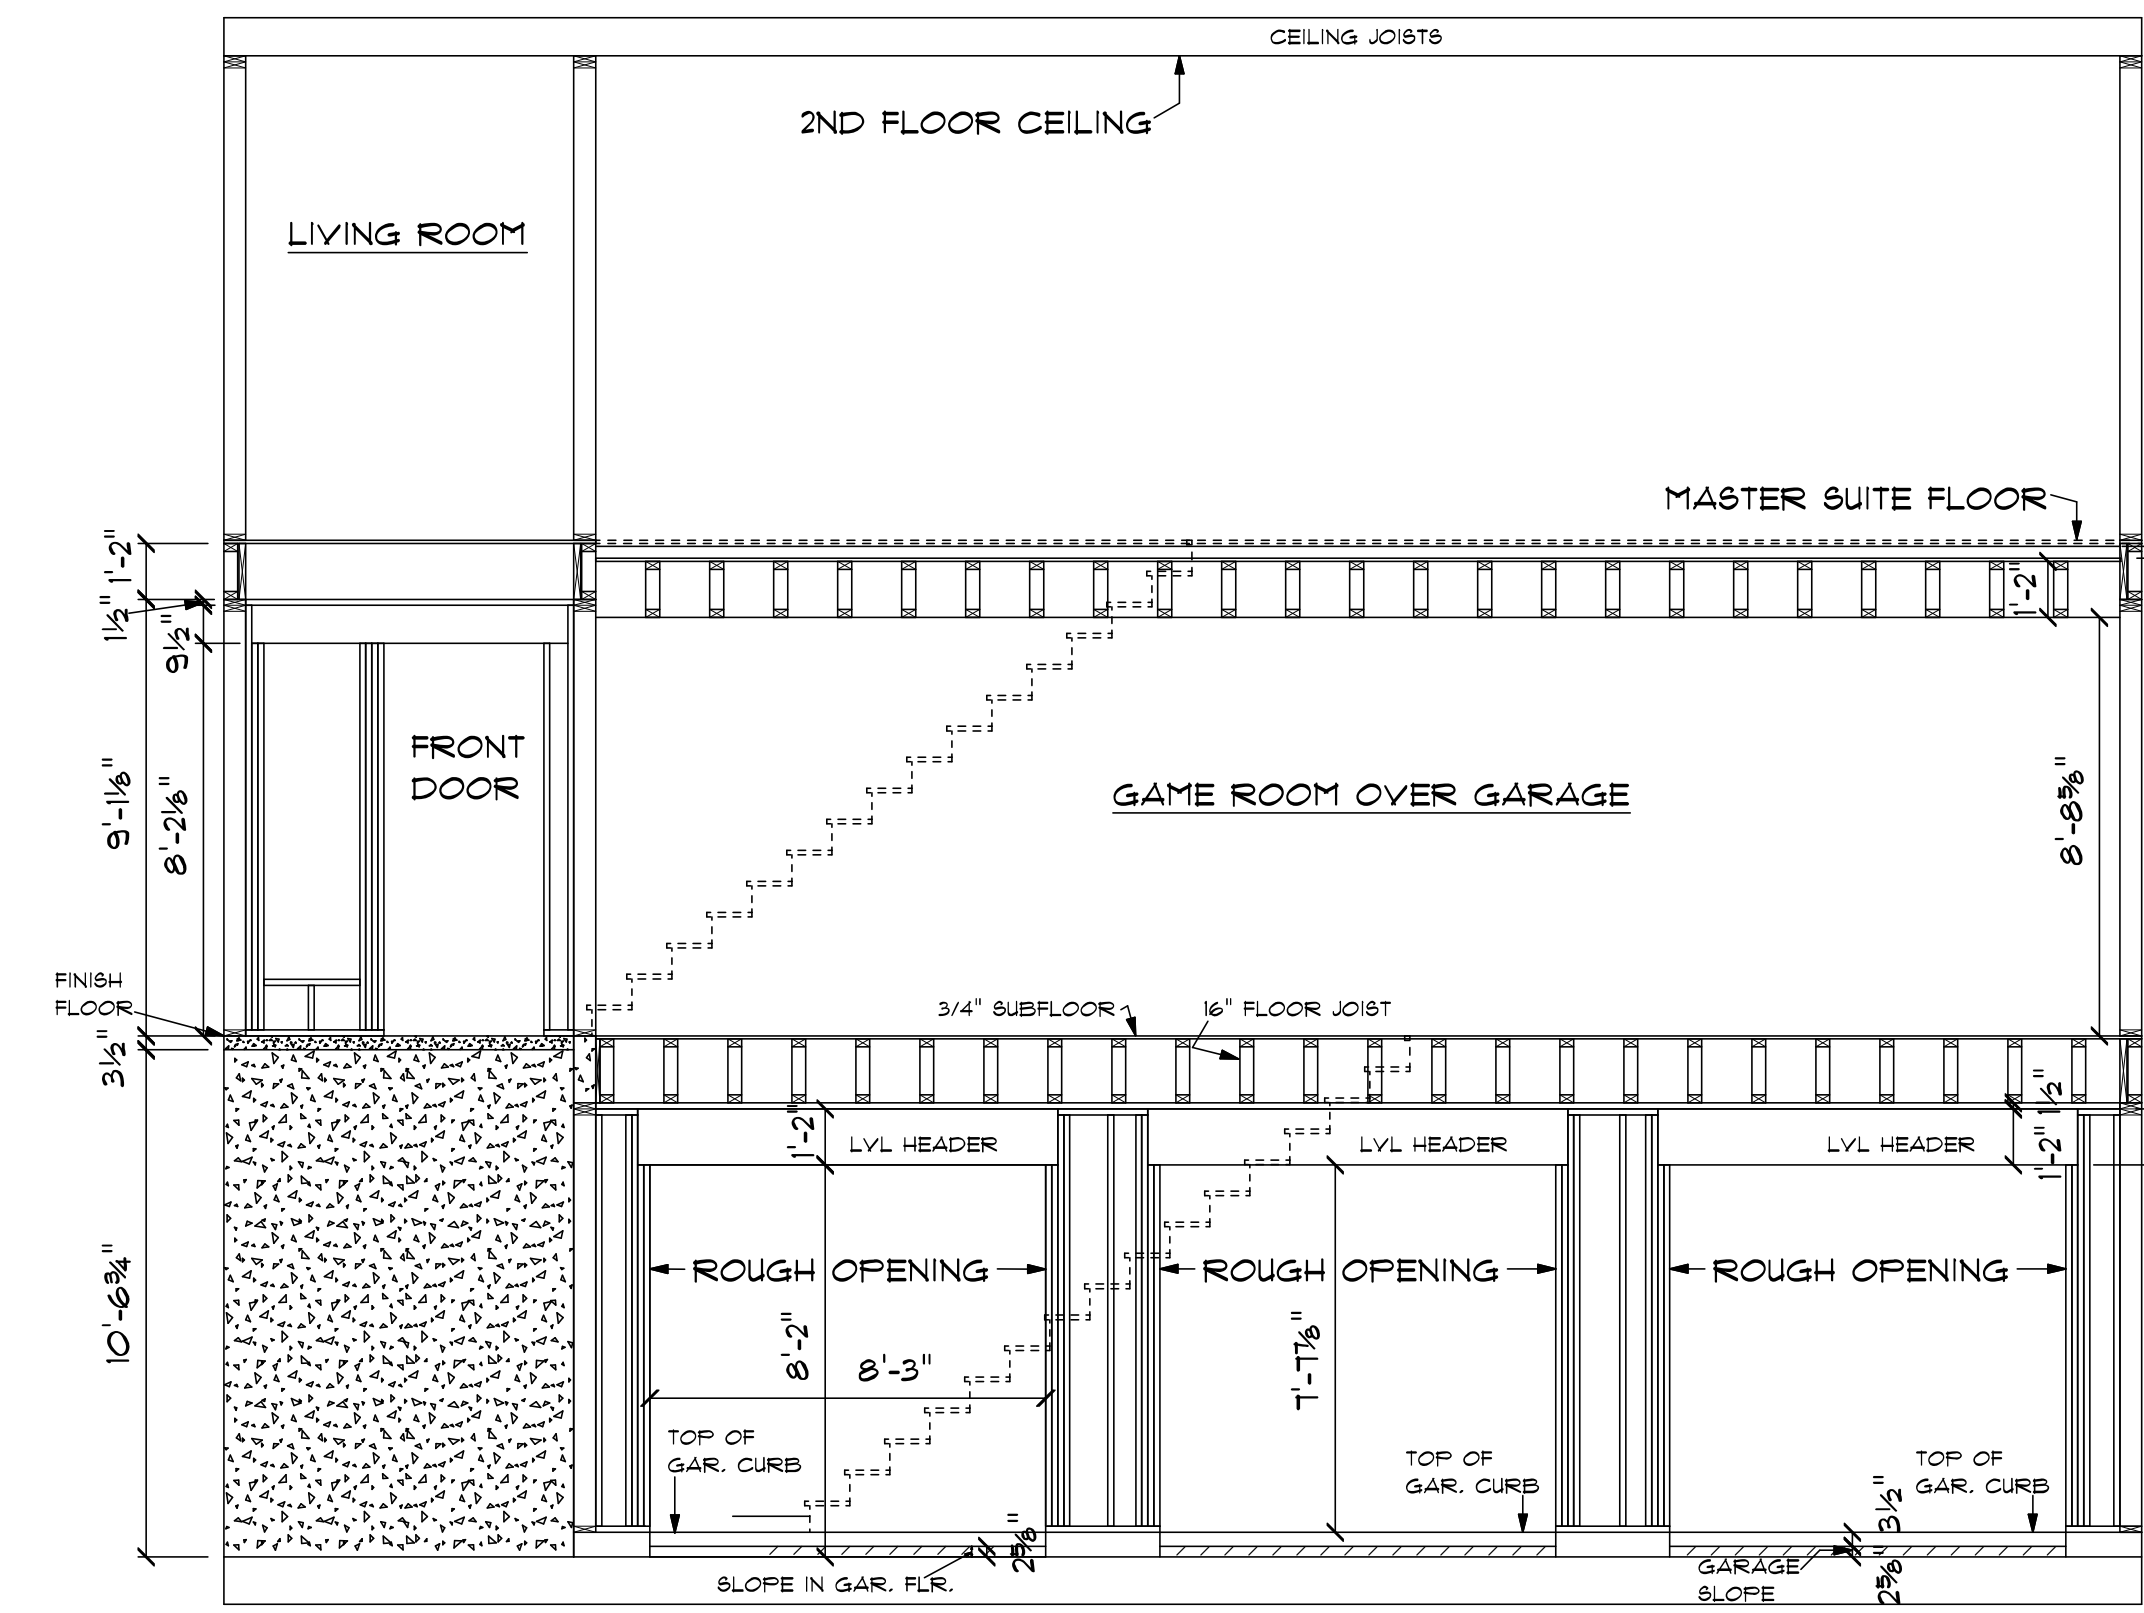 CEILING JOISTS
2ND FLOOR CEILING
LIVING ROOM
MASTER SUITE FLOOR
1'-2"
1'-2"
1½"
9½"
FRONT
DOOR
9'-1⅛"
8'-2⅛"
GAME ROOM OVER GARAGE
8'-8⅝"
FINISH
FLOOR
3/4" SUBFLOOR
16" FLOOR JOIST
3½"
1½"
1'-2"
LVL HEADER
LVL HEADER
LVL HEADER
1'-2"
ROUGH OPENING
ROUGH OPENING
ROUGH OPENING
10'-6¾"
8'-2"
8'-3"
7'-7⅞"
TOP OF
GAR. CURB
TOP OF
GAR. CURB
TOP OF
GAR. CURB
3½"
2⅝"
SLOPE IN GAR. FLR.
GARAGE
SLOPE
2⅝"